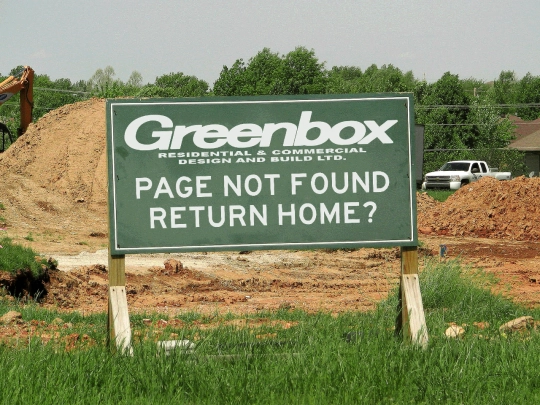 Greenbox
RESIDENTIAL & COMMERCIAL
DESIGN AND BUILD LTD.
PAGE NOT FOUND
RETURN HOME?